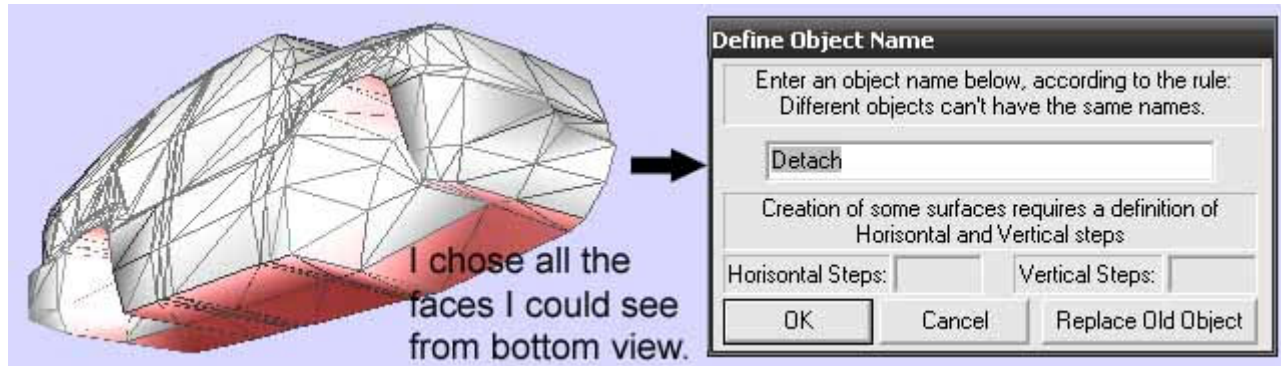 I chose all the
faces I could see
from bottom view.
Define Object Name
Enter an object name below, according to the rule:
Different objects can't have the same names.
Detach
Creation of some surfaces requires a definition of
Horisontal and Vertical steps
Horisontal Steps:
Vertical Steps:
OK
Cancel
Replace Old Object